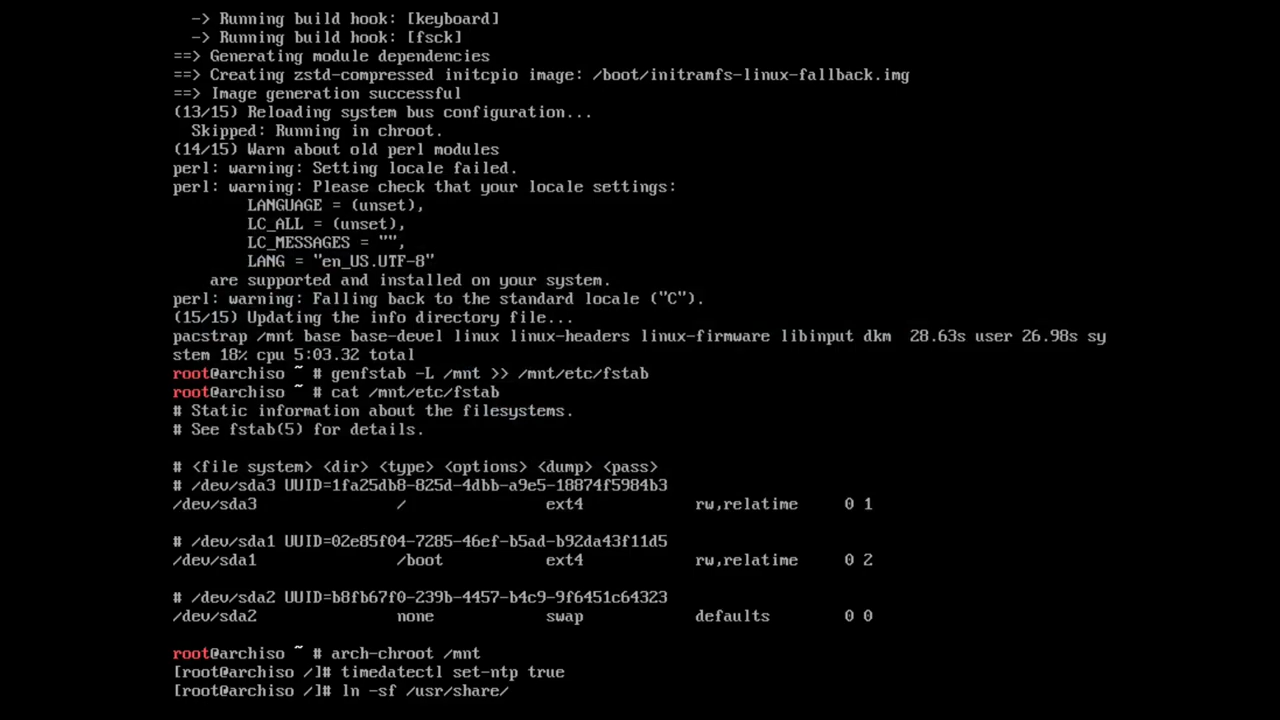 -> Running build hook: [keyboard]
-> Running build hook: [fsck]
==> Generating module dependencies
==> Creating zstd-compressed initcpio image: /boot/initramfs-linux-fallback.img
==> Image generation successful
(13/15) Reloading system bus configuration...
Skipped: Running in chroot.
(14/15) Warn about old perl modules
perl: warning: Setting locale failed.
perl: warning: Please check that your locale settings:
LANGUAGE = (unset),
LC_ALL = (unset),
LC_MESSAGES = "",
LANG = "en_US.UTF-8"
are supported and installed on your system.
perl: warning: Falling back to the standard locale ("C").
(15/15) Updating the info directory file...
pacstrap /mnt base base-devel linux linux-headers linux-firmware libinput dkm  28.63s user 26.98s sy
stem 18% cpu 5:03.32 total
root@archiso ~ # genfstab -L /mnt >> /mnt/etc/fstab
root@archiso ~ # cat /mnt/etc/fstab
# Static information about the filesystems.
# See fstab(5) for details.
# <file system> <dir> <type> <options> <dump> <pass>
# /dev/sda3 UUID=1fa25db8-825d-4dbb-a9e5-18874f5984b3
/dev/sda3 / ext4 rw,relatime 0 1
# /dev/sda1 UUID=02e85f04-7285-46ef-b5ad-b92da43f11d5
/dev/sda1 /boot ext4 rw,relatime 0 2
# /dev/sda2 UUID=b8fb67f0-239b-4457-b4c9-9f6451c64323
/dev/sda2 none swap defaults 0 0
root@archiso ~ # arch-chroot /mnt
[root@archiso /]# timedatectl set-ntp true
[root@archiso /]# ln -sf /usr/share/